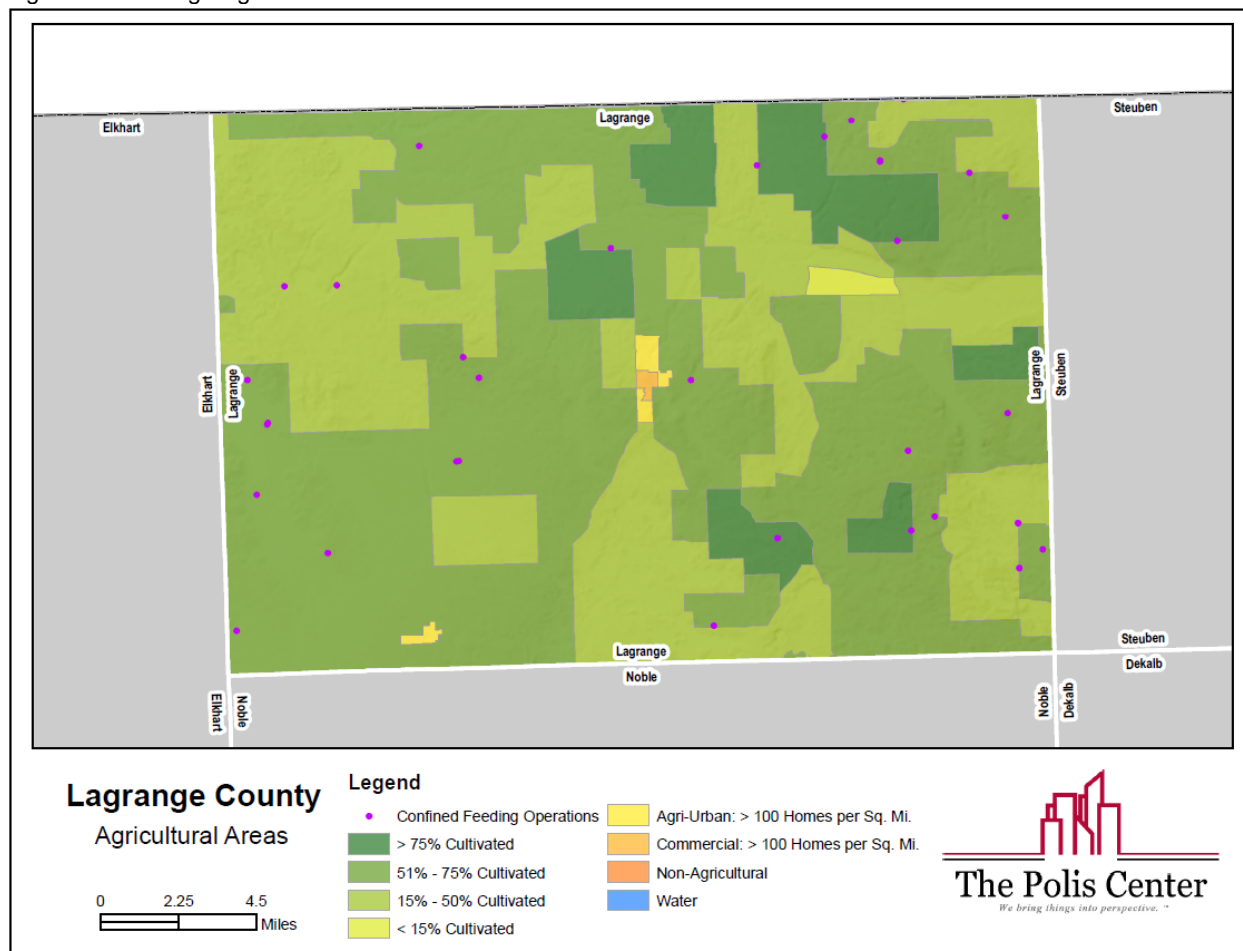 Elkhart
Lagrange
Steuben
Elkhart
Lagrange
Lagrange
Steuben
Lagrange
Noble
Steuben
Dekalb
Elkhart
Noble
Noble
Dekalb
Lagrange County
Agricultural Areas
0 2.25 4.5
Miles
Legend
Confined Feeding Operations
> 75% Cultivated
51% - 75% Cultivated
15% - 50% Cultivated
< 15% Cultivated
Agri-Urban: > 100 Homes per Sq. Mi.
Commercial: > 100 Homes per Sq. Mi.
Non-Agricultural
Water
The Polis Center
We bring things into perspective.™